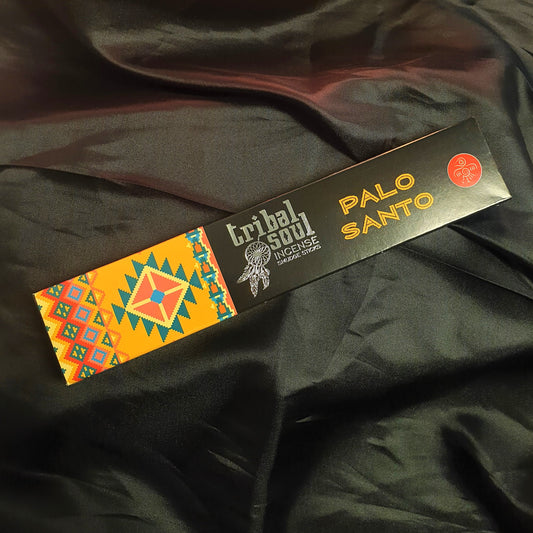 tribal
soul
INCENSE
SMUDGE STICKS
PALO
SANTO